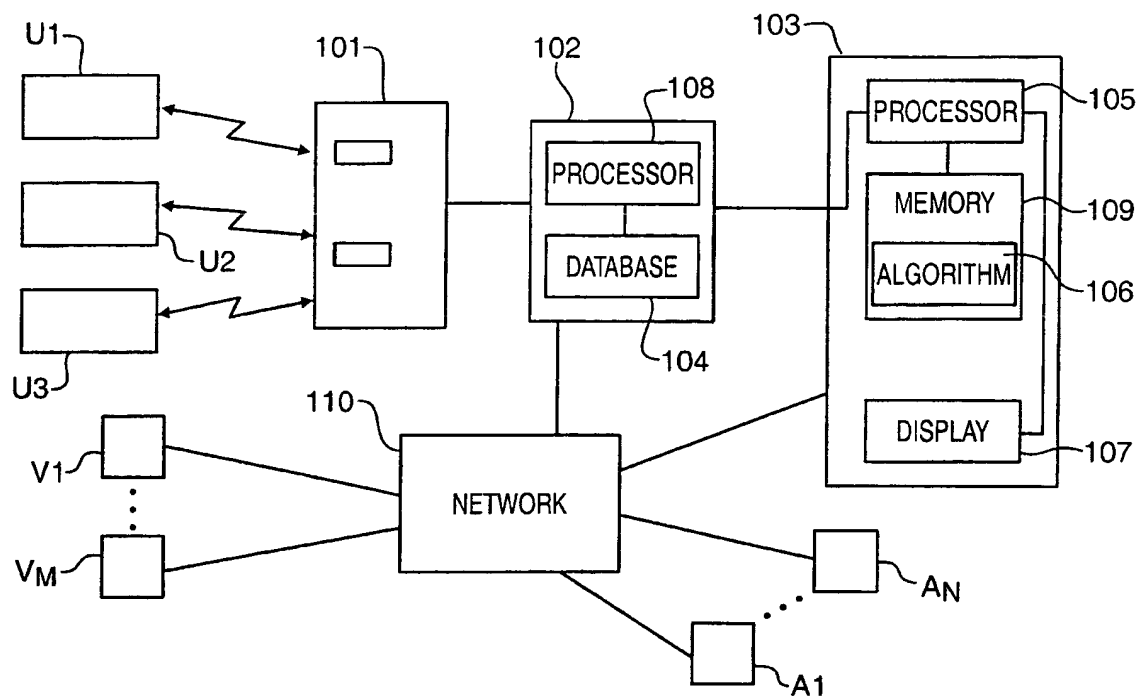 U1
101
102
103
108
105
PROCESSOR
PROCESSOR
MEMORY
109
U2
DATABASE
ALGORITHM
106
104
U3
110
DISPLAY
107
V1
NETWORK
VM
AN
A1